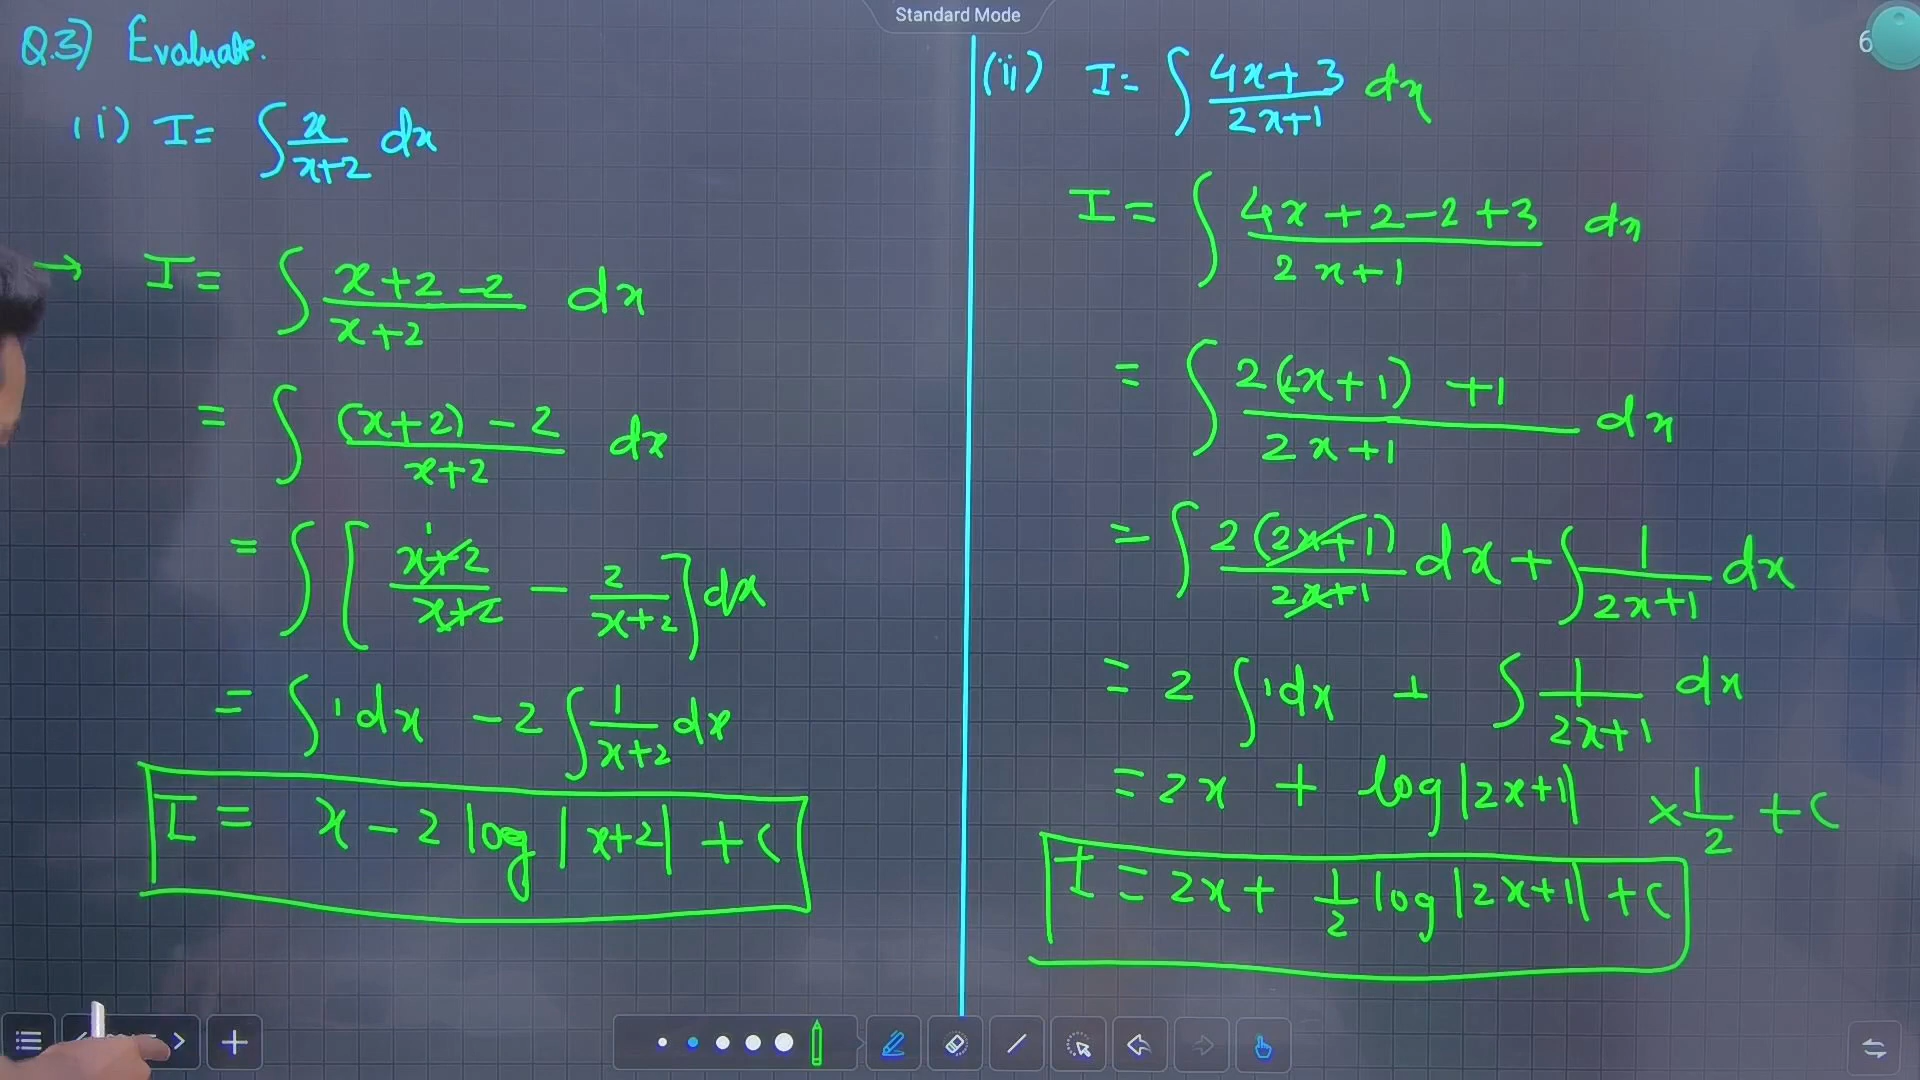 Standard Mode
6
Q.3) Evaluate.
(i) I = ∫ x/(x+2) dx
→ I = ∫ (x+2-2)/(x+2) dx
= ∫ ((x+2) - 2)/(x+2) dx
= ∫ [ (x+2)/(x+2) - 2/(x+2) ] dx
= ∫ 1 dx - 2 ∫ 1/(x+2) dx
I = x - 2 log |x+2| + C
(ii) I = ∫ (4x+3)/(2x+1) dx
I = ∫ (4x+2-2+3)/(2x+1) dx
= ∫ (2(2x+1) + 1)/(2x+1) dx
= ∫ 2(2x+1)/(2x+1) dx + ∫ 1/(2x+1) dx
= 2 ∫ 1 dx + ∫ 1/(2x+1) dx
= 2x + log |2x+1| × 1/2 + C
I = 2x + 1/2 log |2x+1| + C